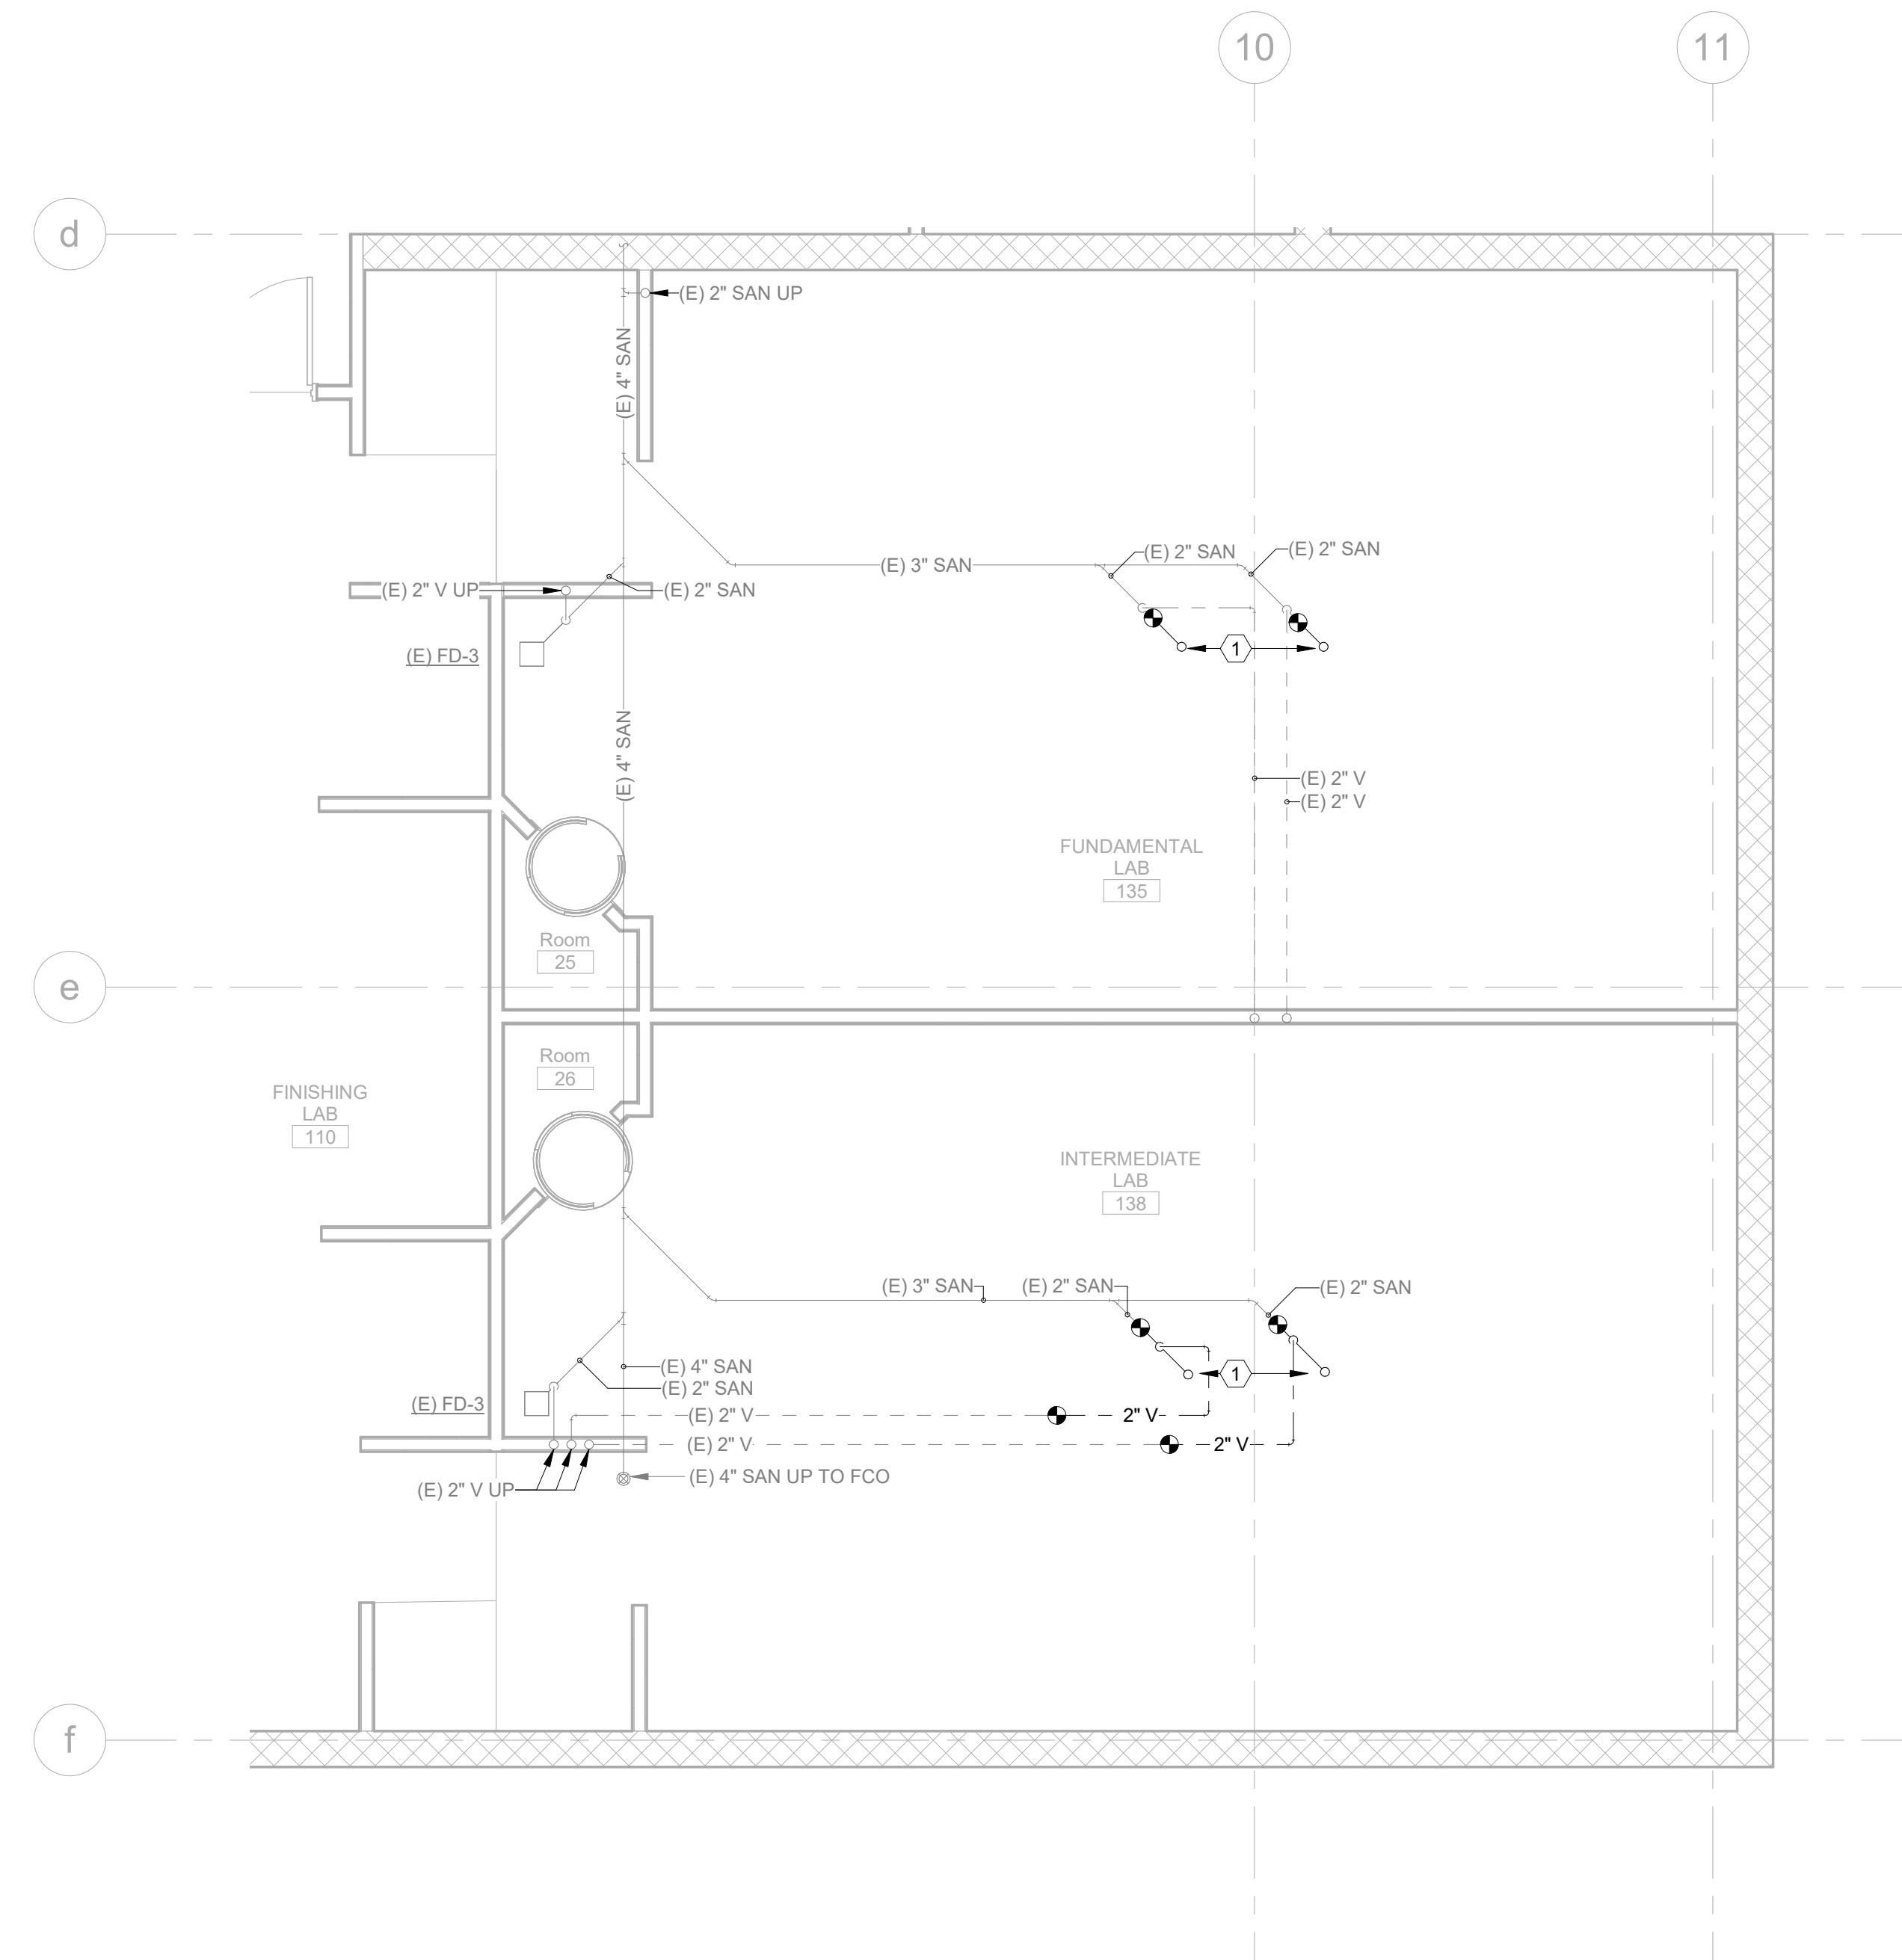 10
11
d
(E) 2" SAN UP
(E) 4" SAN
(E) 2" SAN
(E) 2" SAN
(E) 3" SAN
(E) 2" V UP
(E) 2" SAN
1
(E) FD-3
(E) 4" SAN
(E) 2" V
(E) 2" V
FUNDAMENTAL
LAB
135
Room
25
e
Room
26
FINISHING
LAB
110
INTERMEDIATE
LAB
138
(E) 3" SAN
(E) 2" SAN
(E) 2" SAN
(E) 4" SAN
1
(E) 2" SAN
(E) FD-3
(E) 2" V
2" V
(E) 2" V
2" V
(E) 4" SAN UP TO FCO
(E) 2" V UP
f